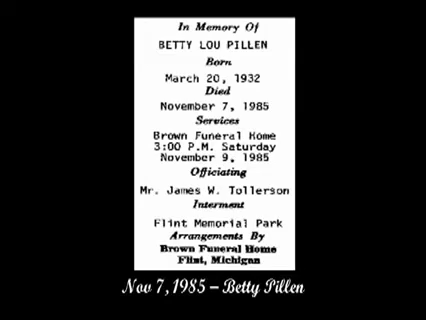 In Memory Of
BETTY LOU PILLEN
Born
March 20, 1932
Died
November 7, 1985
Services
Brown Funeral Home
3:00 P.M. Saturday
November 9, 1985
Officiating
Mr. James W. Tollerson
Interment
Flint Memorial Park
Arrangements By
Brown Funeral Home
Flint, Michigan
Nov 7, 1985 – Betty Pillen